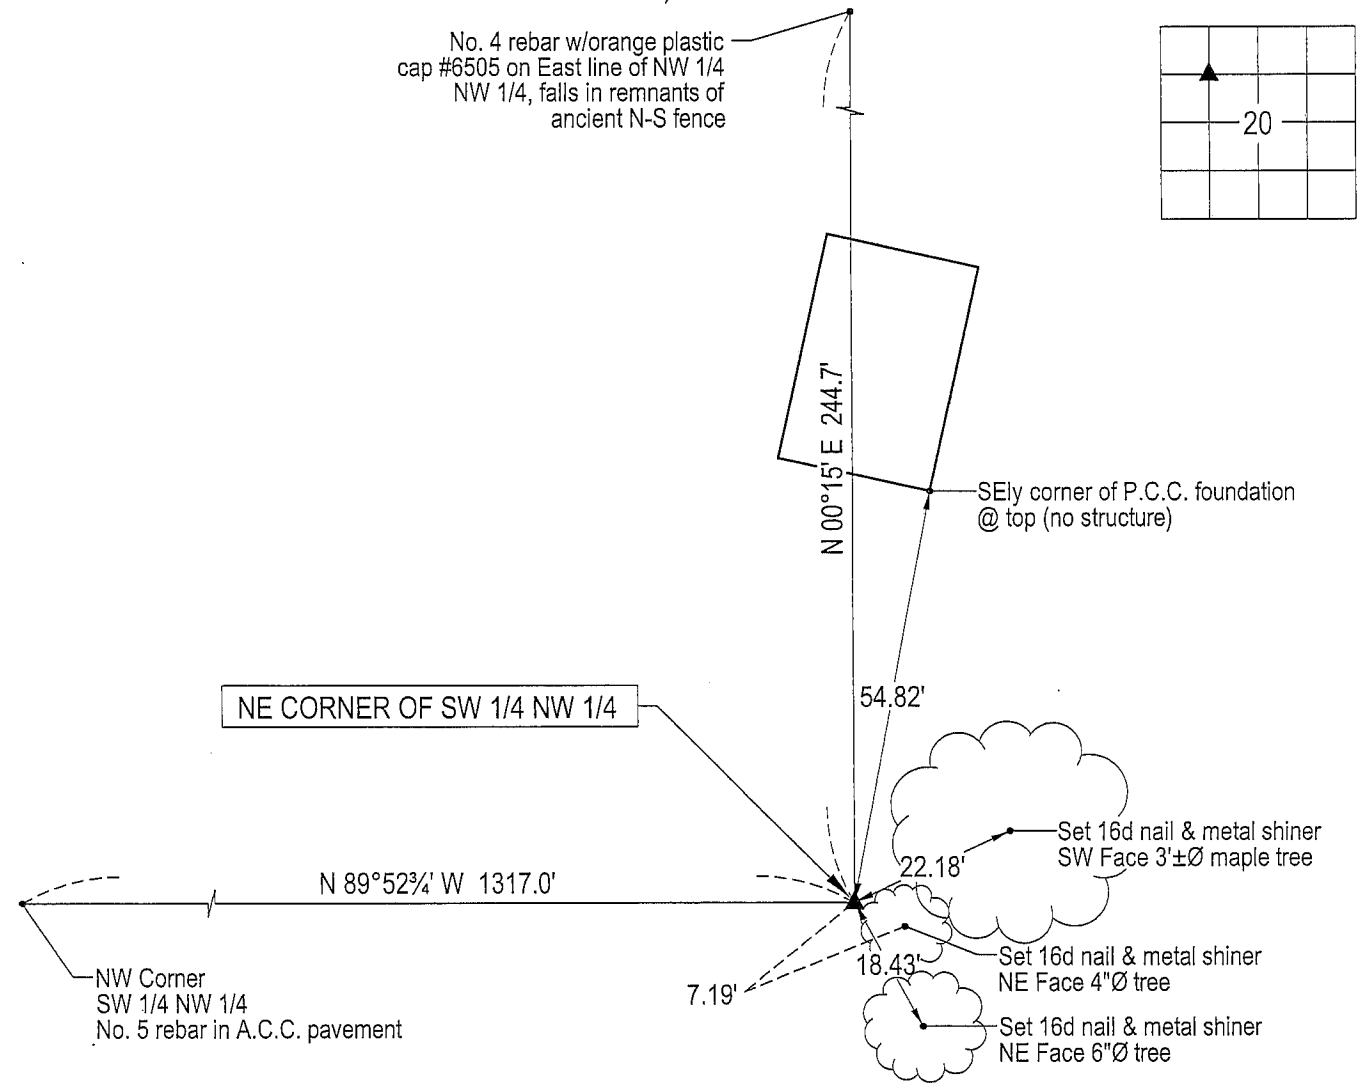 No. 4 rebar w/orange plastic
cap #6505 on East line of NW 1/4
NW 1/4, falls in remnants of
ancient N-S fence
20
N 00°15' E 244.7'
SEly corner of P.C.C. foundation
@ top (no structure)
NE CORNER OF SW 1/4 NW 1/4
54.82'
Set 16d nail & metal shiner
SW Face 3'±Ø maple tree
22.18'
N 89°52¾' W 1317.0'
Set 16d nail & metal shiner
NE Face 4"Ø tree
18.43'
7.19'
NW Corner
SW 1/4 NW 1/4
No. 5 rebar in A.C.C. pavement
Set 16d nail & metal shiner
NE Face 6"Ø tree